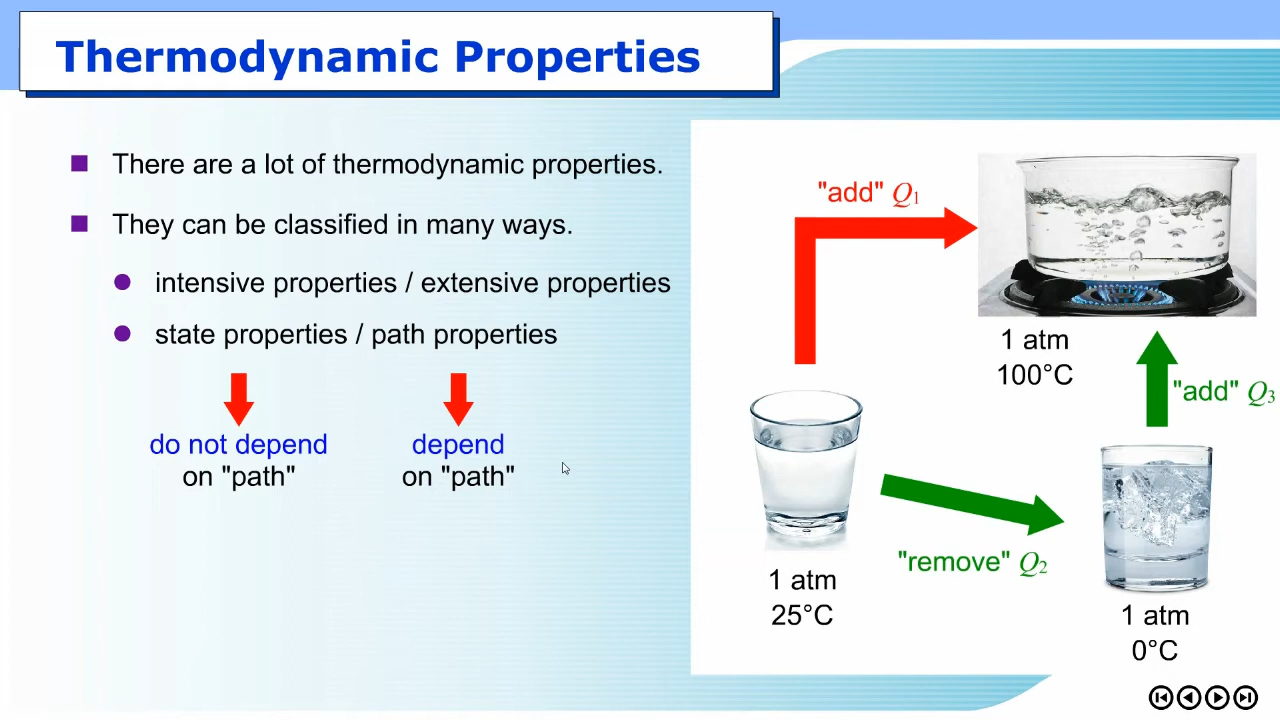 Thermodynamic Properties
There are a lot of thermodynamic properties.
They can be classified in many ways.
intensive properties / extensive properties
state properties / path properties
do not depend
on "path"
depend
on "path"
"add" Q1
1 atm
100°C
"add" Q3
"remove" Q2
1 atm
25°C
1 atm
0°C